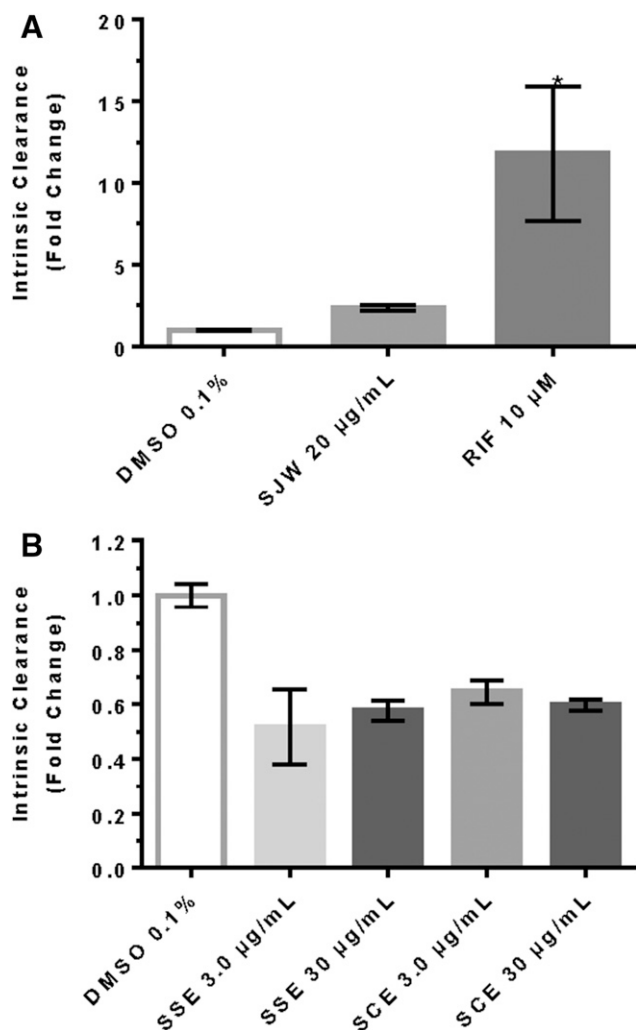 A
Intrinsic Clearance
(Fold Change)
20
15
10
5
0
*
DMSO 0.1%
SJW 20 µg/mL
RIF 10 µM
B
Intrinsic Clearance
(Fold Change)
1.2
1.0
0.8
0.6
0.4
0.2
0.0
DMSO 0.1%
SSE 3.0 µg/mL
SSE 30 µg/mL
SCE 3.0 µg/mL
SCE 30 µg/mL